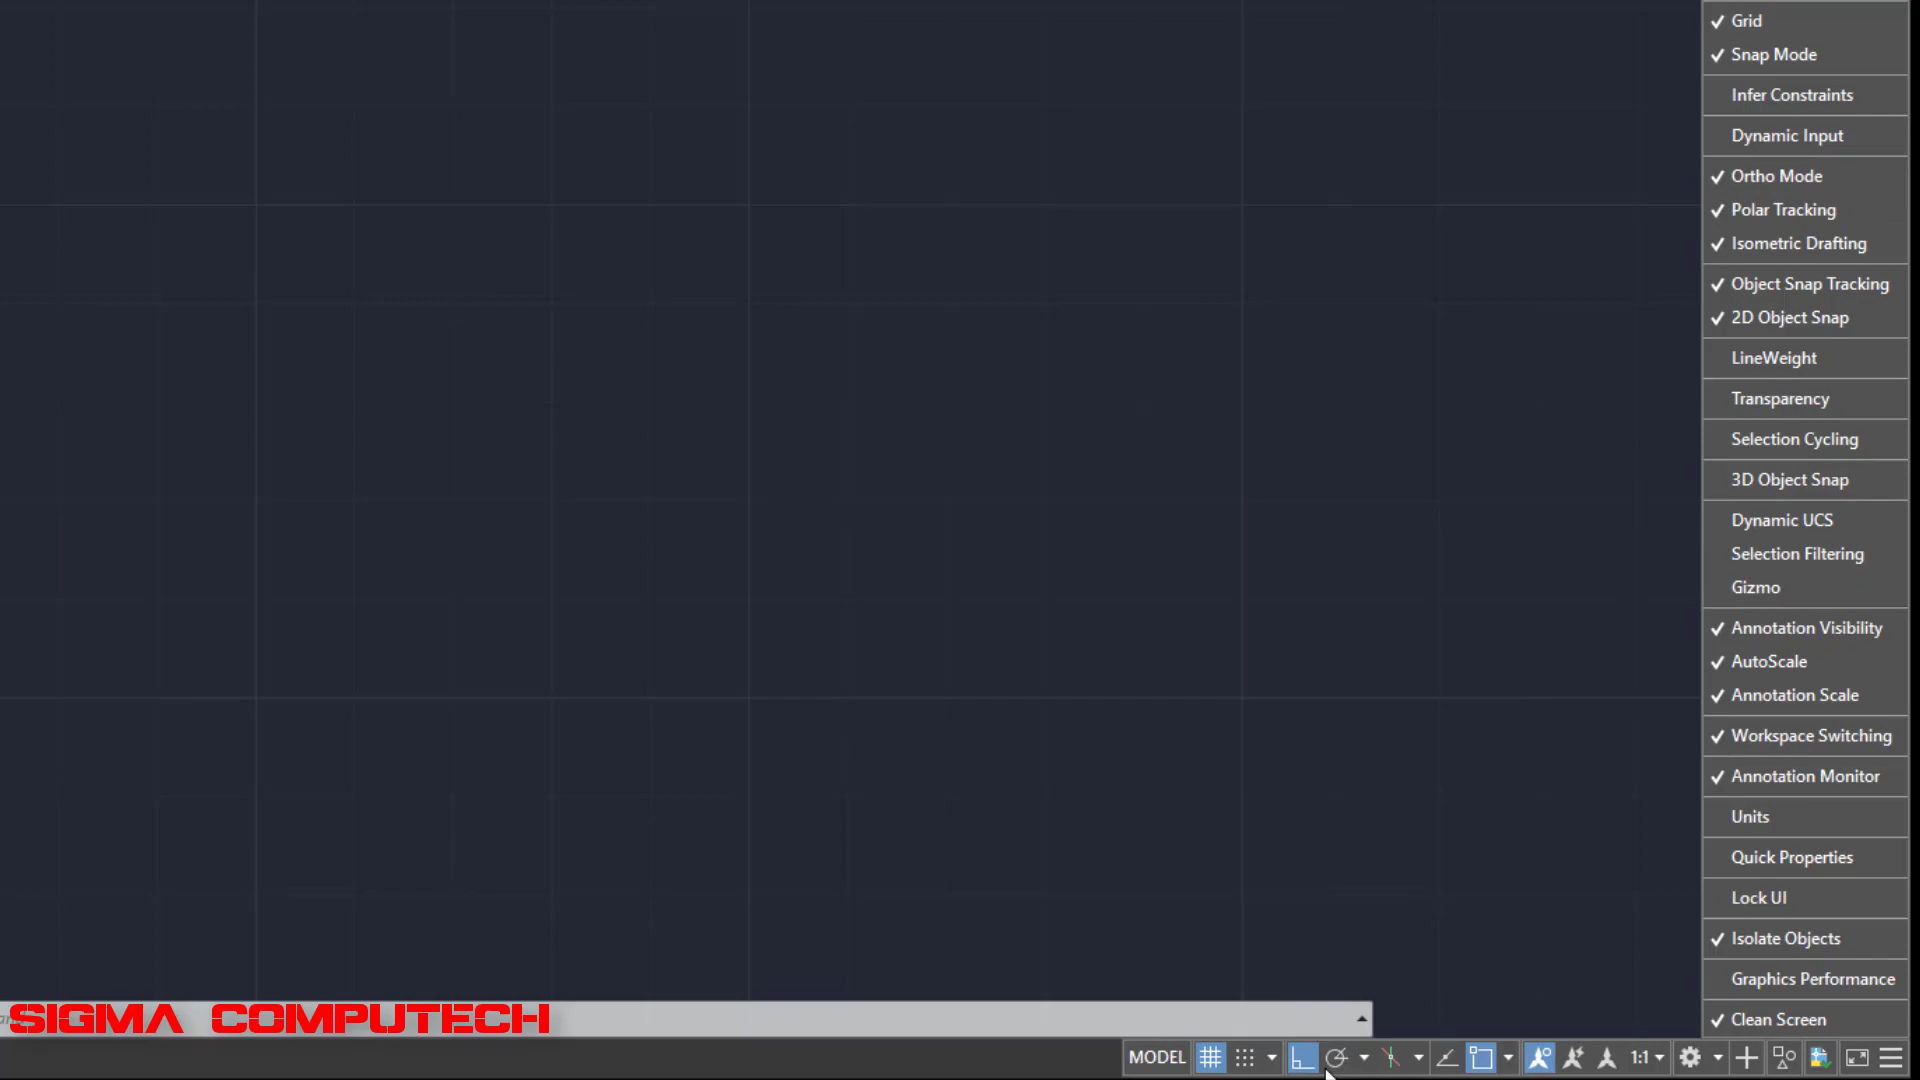 Grid
Snap Mode
Infer Constraints
Dynamic Input
Ortho Mode
Polar Tracking
Isometric Drafting
Object Snap Tracking
2D Object Snap
LineWeight
Transparency
Selection Cycling
3D Object Snap
Dynamic UCS
Selection Filtering
Gizmo
Annotation Visibility
AutoScale
Annotation Scale
Workspace Switching
Annotation Monitor
Units
Quick Properties
Lock UI
Isolate Objects
Graphics Performance
Clean Screen
SIGMA COMPUTECH
MODEL 1:1